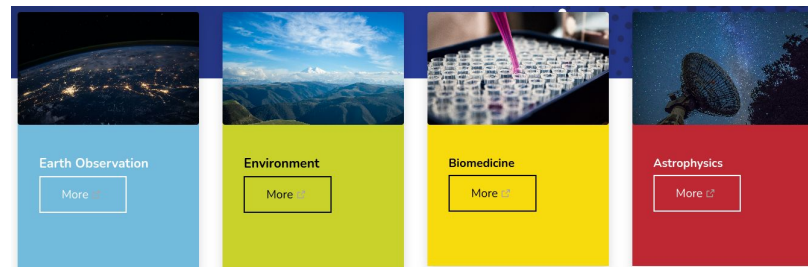 Earth Observation
More
Environment
More
Biomedicine
More
Astrophysics
More